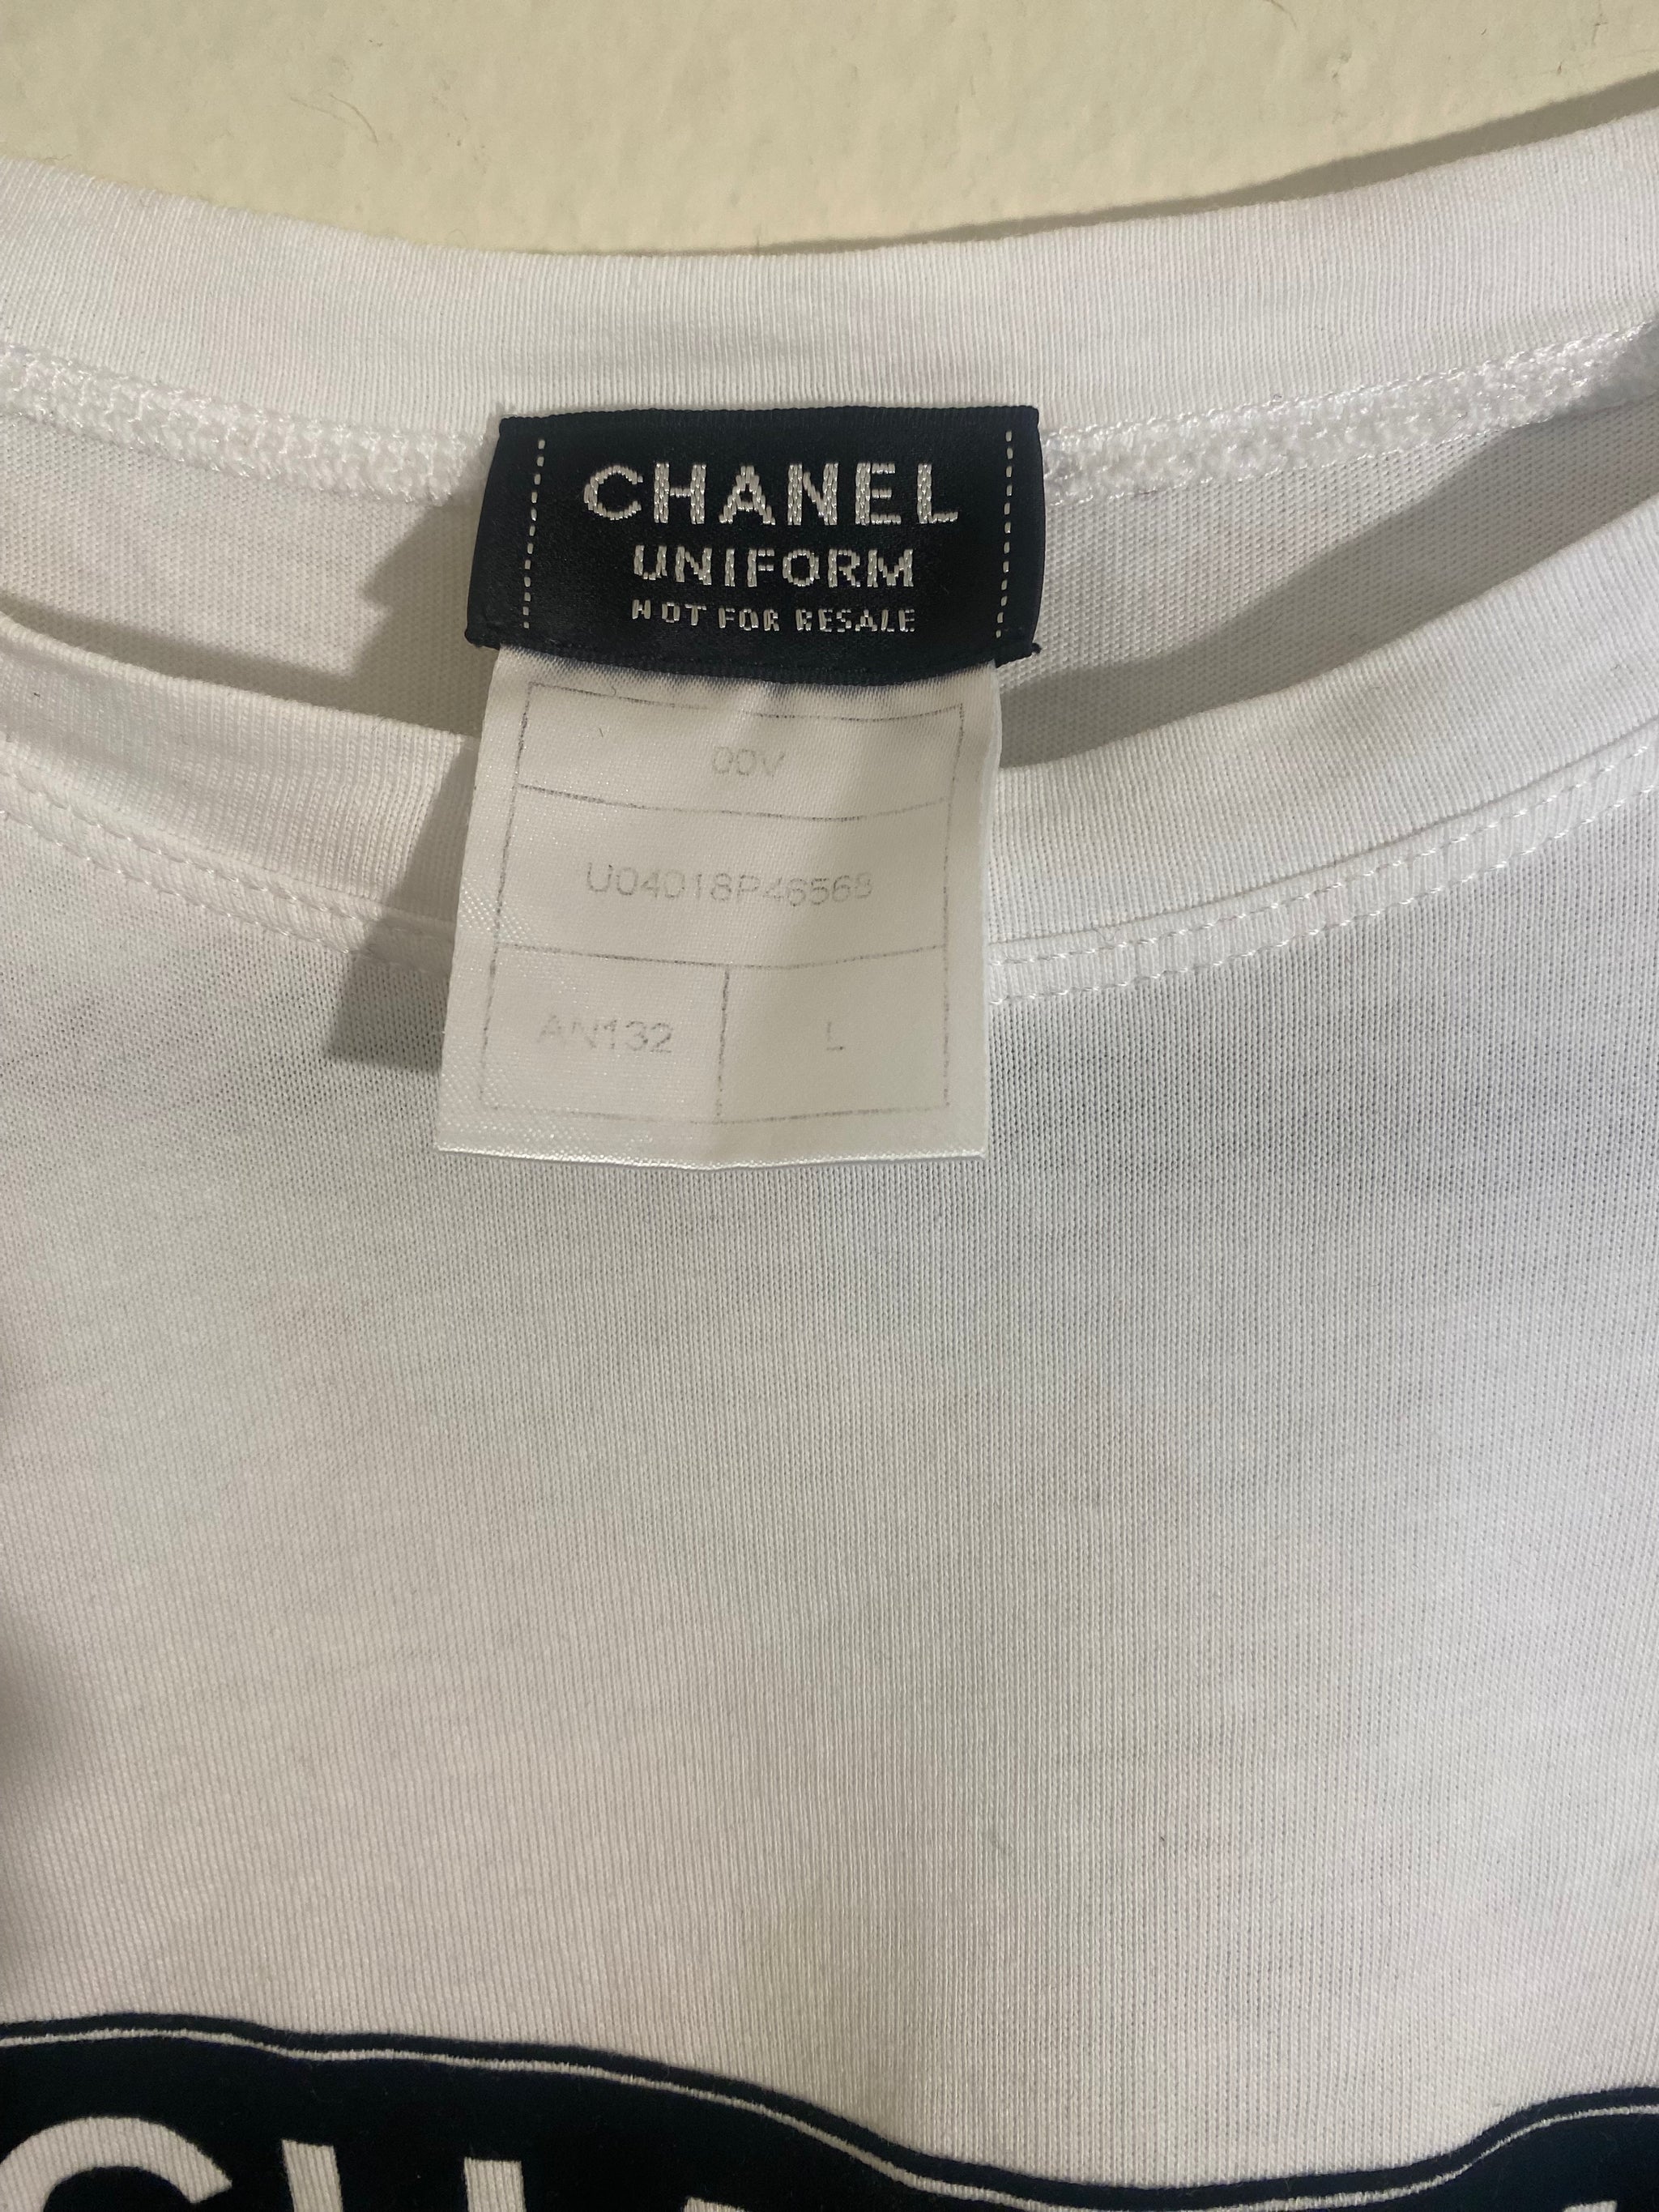 CHANEL
UNIFORM
NOT FOR RESALE
00V
U04018P46568
AN132 L